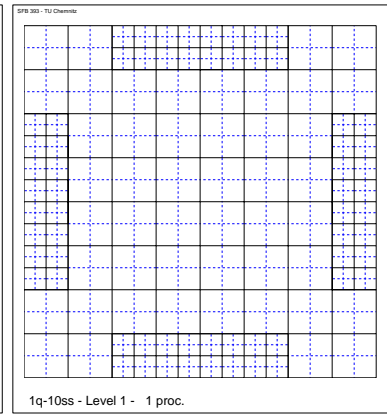 SFB 393 - TU Chemnitz
1q-10ss - Level 1 - 1 proc.